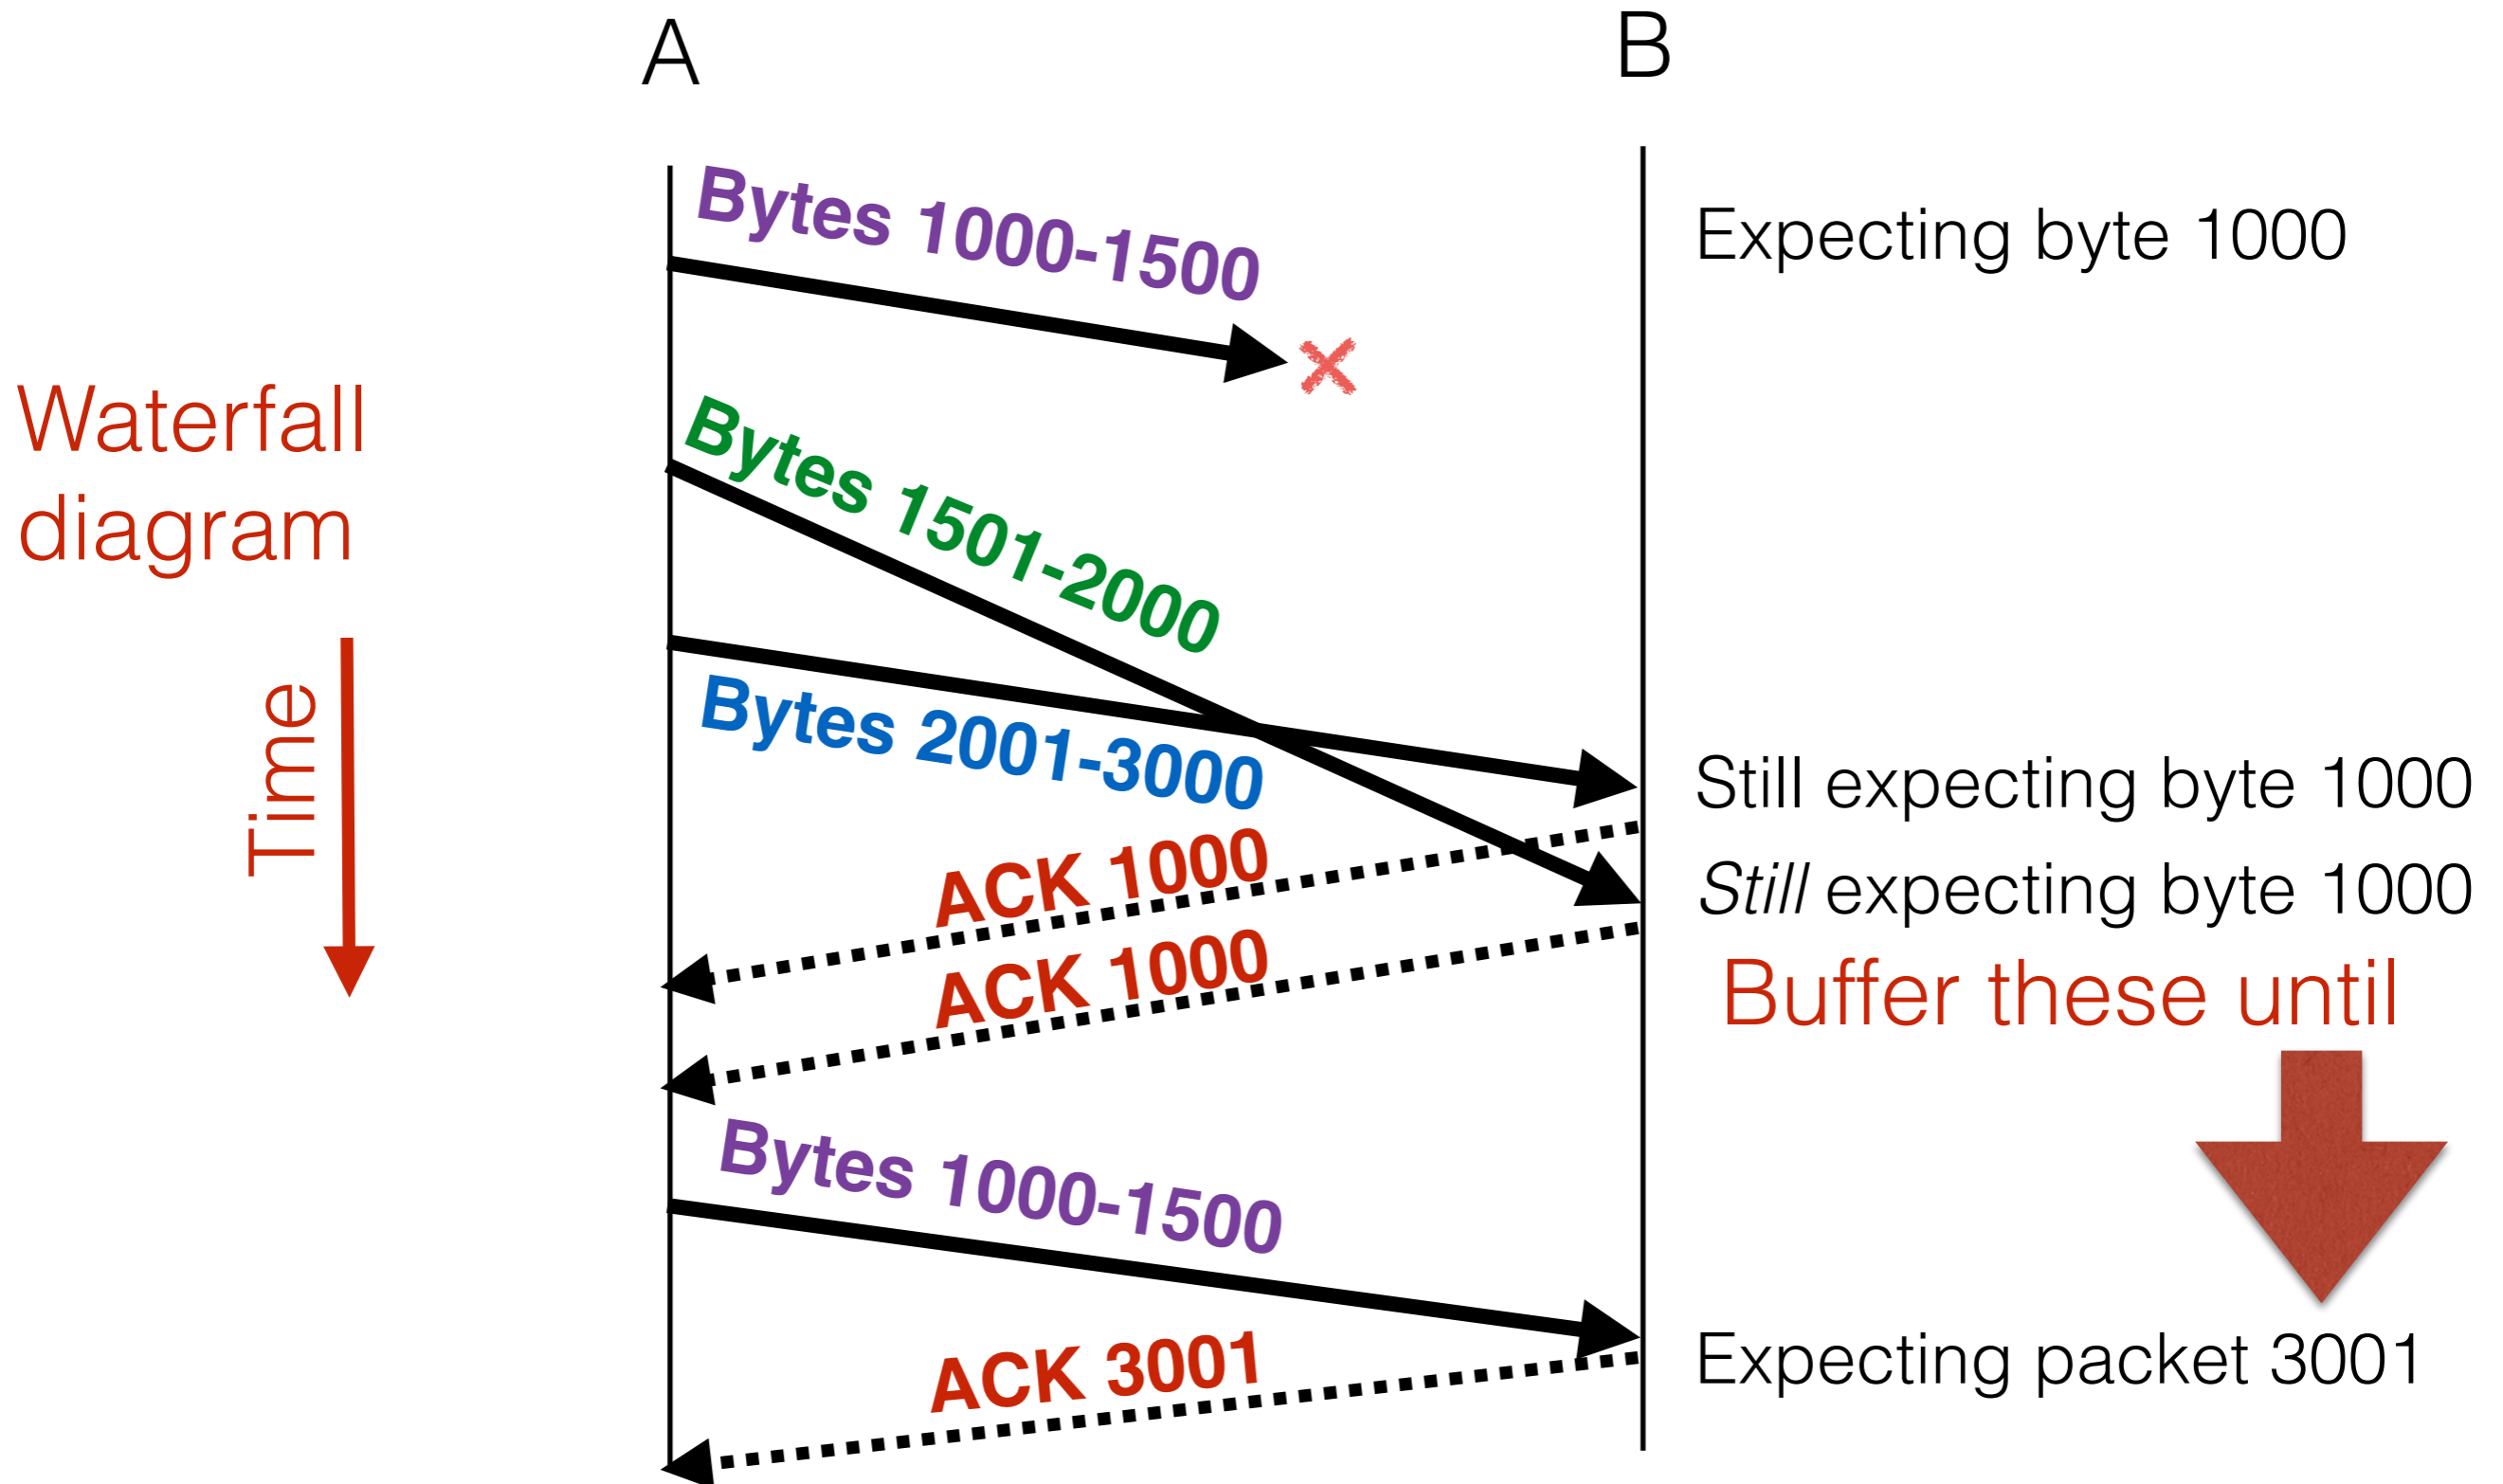 A
B
Bytes 1000-1500
Expecting byte 1000
Waterfall
diagram
Bytes 1501-2000
Time
Bytes 2001-3000
Still expecting byte 1000
ACK 1000
Still expecting byte 1000
ACK 1000
Buffer these until
Bytes 1000-1500
ACK 3001
Expecting packet 3001